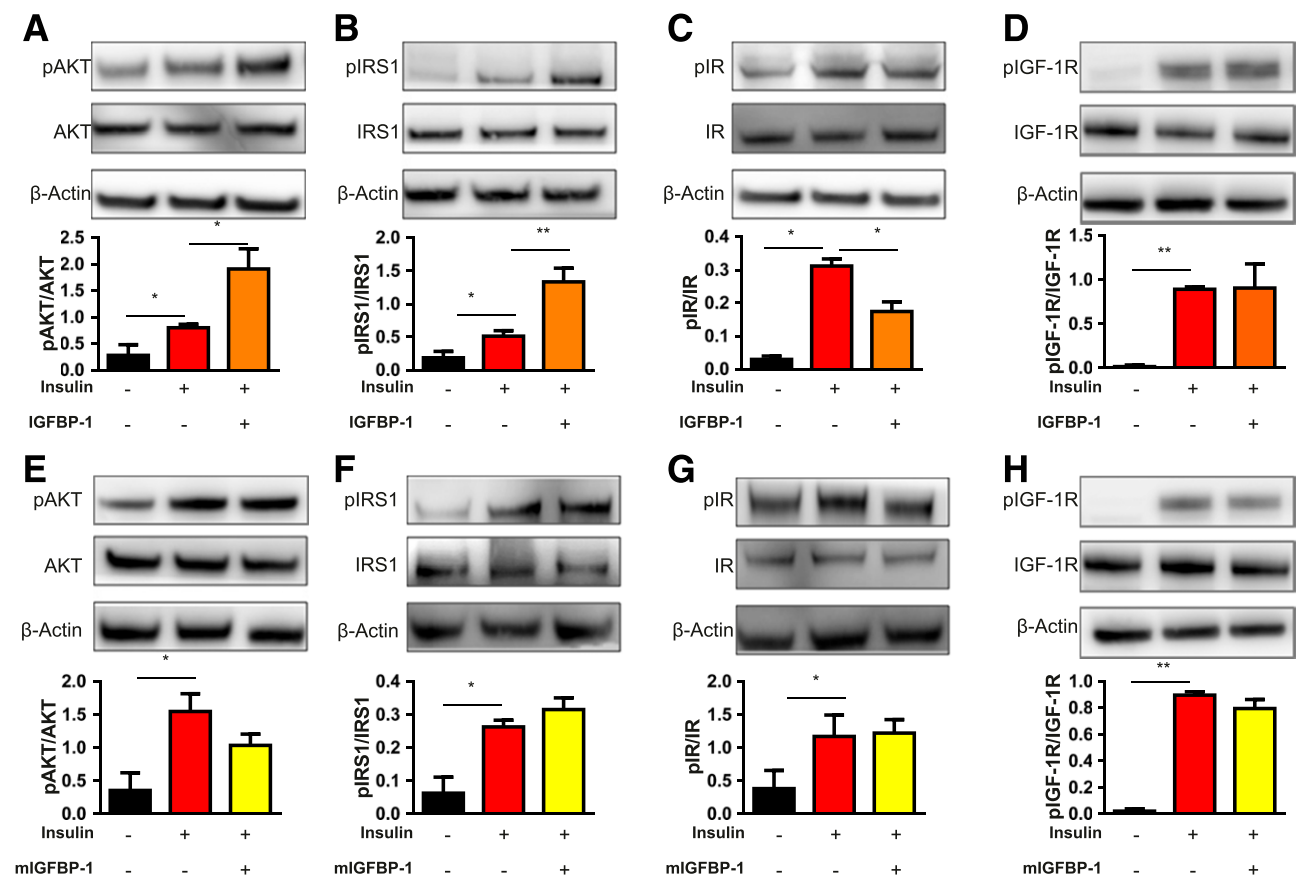 A
pAKT
AKT
β-Actin
*
*
2.5
2.0
1.5
1.0
0.5
0.0
pAKT/AKT
Insulin - + +
IGFBP-1 - - +
B
pIRS1
IRS1
β-Actin
**
*
2.0
1.5
1.0
0.5
0.0
pIRS1/IRS1
Insulin - + +
IGFBP-1 - - +
C
pIR
IR
β-Actin
* *
0.4
0.3
0.2
0.1
0.0
pIR/IR
Insulin - + +
IGFBP-1 - - +
D
pIGF-1R
IGF-1R
β-Actin
**
1.5
1.0
0.5
0.0
pIGF-1R/IGF-1R
Insulin - + +
IGFBP-1 - - +
E
pAKT
AKT
β-Actin
*
2.0
1.5
1.0
0.5
0.0
pAKT/AKT
Insulin - + +
mIGFBP-1 - - +
F
pIRS1
IRS1
β-Actin
*
0.4
0.3
0.2
0.1
0.0
pIRS1/IRS1
Insulin - + +
mIGFBP-1 - - +
G
pIR
IR
β-Actin
*
2.0
1.5
1.0
0.5
0.0
pIR/IR
Insulin - + +
mIGFBP-1 - - +
H
pIGF-1R
IGF-1R
β-Actin
**
1.0
0.8
0.6
0.4
0.2
0.0
pIGF-1R/IGF-1R
Insulin - + +
mIGFBP-1 - - +